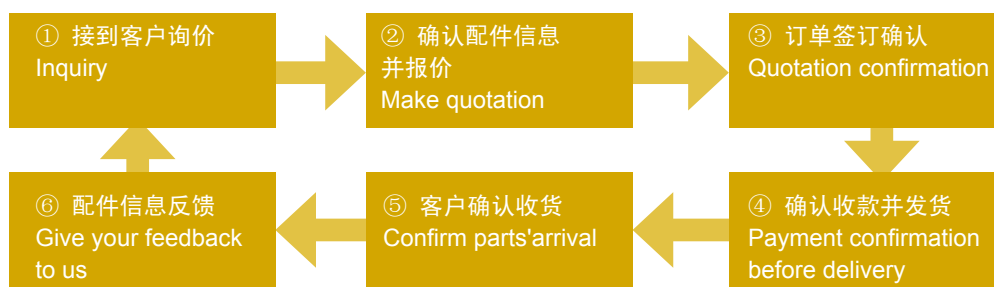 ① 接到客户询价
Inquiry
② 确认配件信息
并报价
Make quotation
③ 订单签订确认
Quotation confirmation
④ 确认收款并发货
Payment confirmation
before delivery
⑤ 客户确认收货
Confirm parts'arrival
⑥ 配件信息反馈
Give your feedback
to us